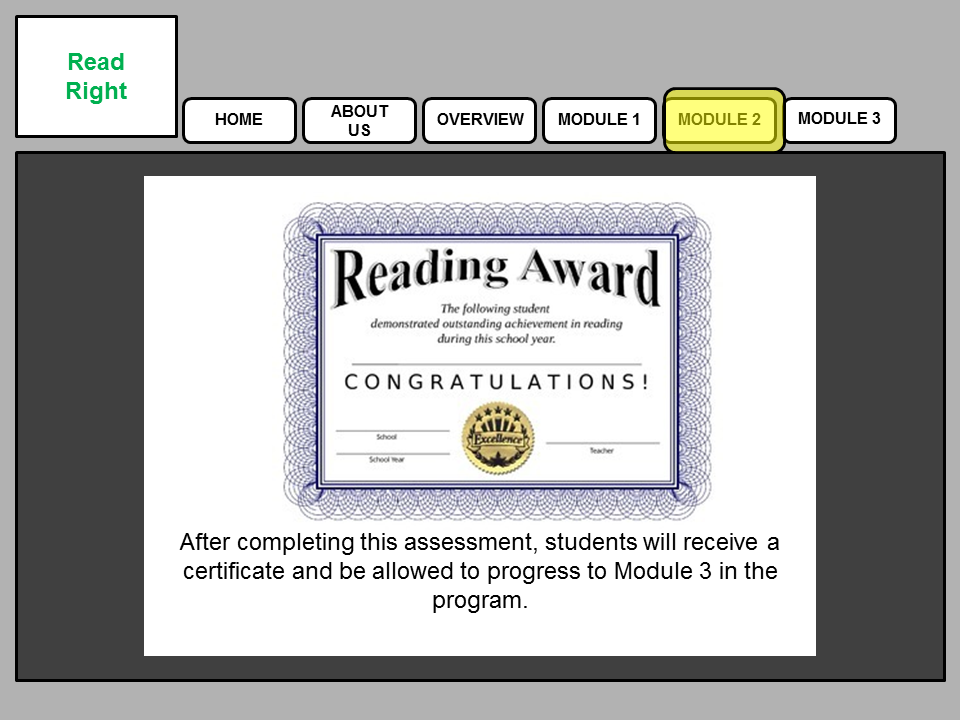 Read
Right
HOME
ABOUT
US
OVERVIEW
MODULE 1
MODULE 2
MODULE 3
Reading Award
The following student
demonstrated outstanding achievement in reading
during this school year.
CONGRATULATIONS!
Excellence
School
School Year
Teacher
After completing this assessment, students will receive a
certificate and be allowed to progress to Module 3 in the
program.